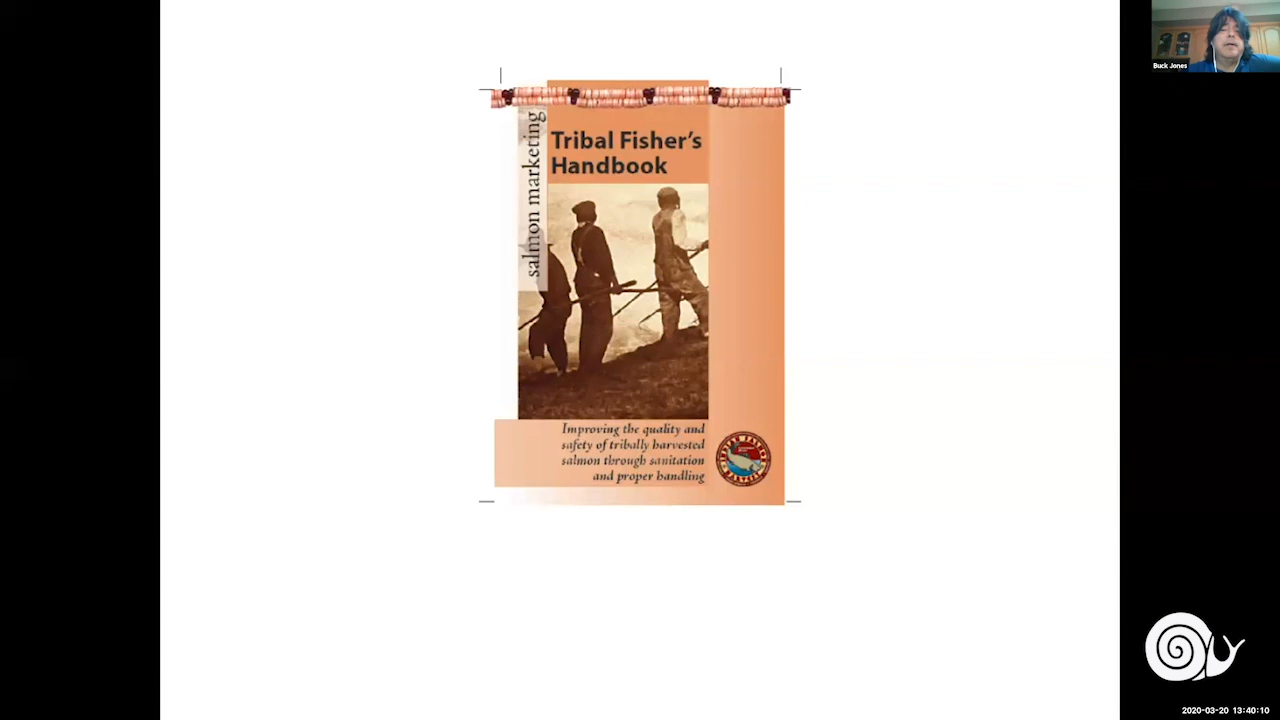 Buck Jones
salmon marketing
Tribal Fisher's
Handbook
Improving the quality and
safety of tribally harvested
salmon through sanitation
and proper handling
2020-03-20 13:40:10